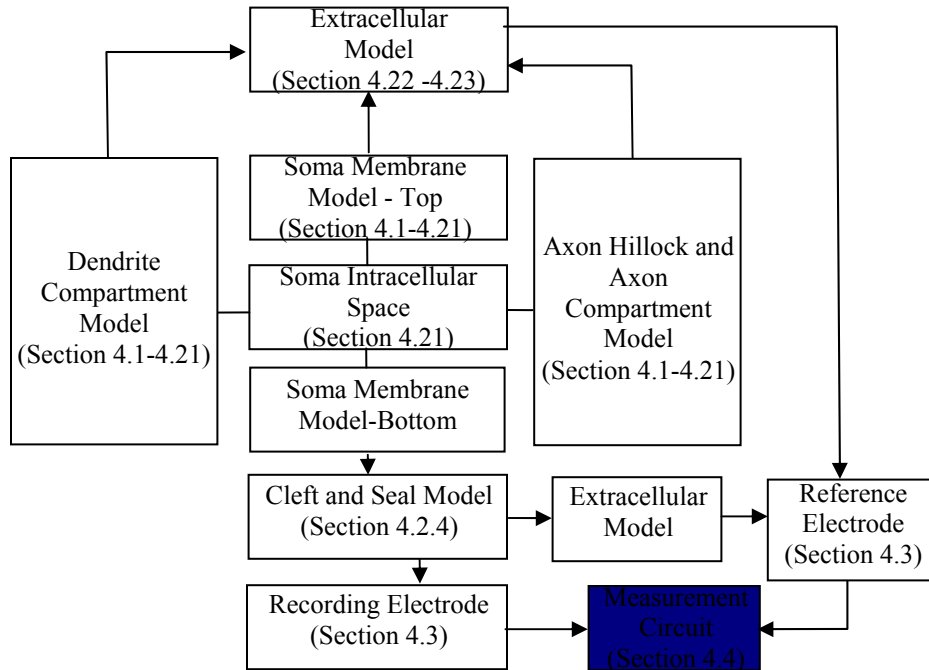 Extracellular
Model
(Section 4.22 -4.23)
Soma Membrane
Model - Top
(Section 4.1-4.21)
Dendrite
Compartment
Model
(Section 4.1-4.21)
Soma Intracellular
Space
(Section 4.21)
Axon Hillock and
Axon
Compartment
Model
(Section 4.1-4.21)
Soma Membrane
Model-Bottom
Cleft and Seal Model
(Section 4.2.4)
Extracellular
Model
Reference
Electrode
(Section 4.3)
Recording Electrode
(Section 4.3)
Measurement
Circuit
(Section 4.4)